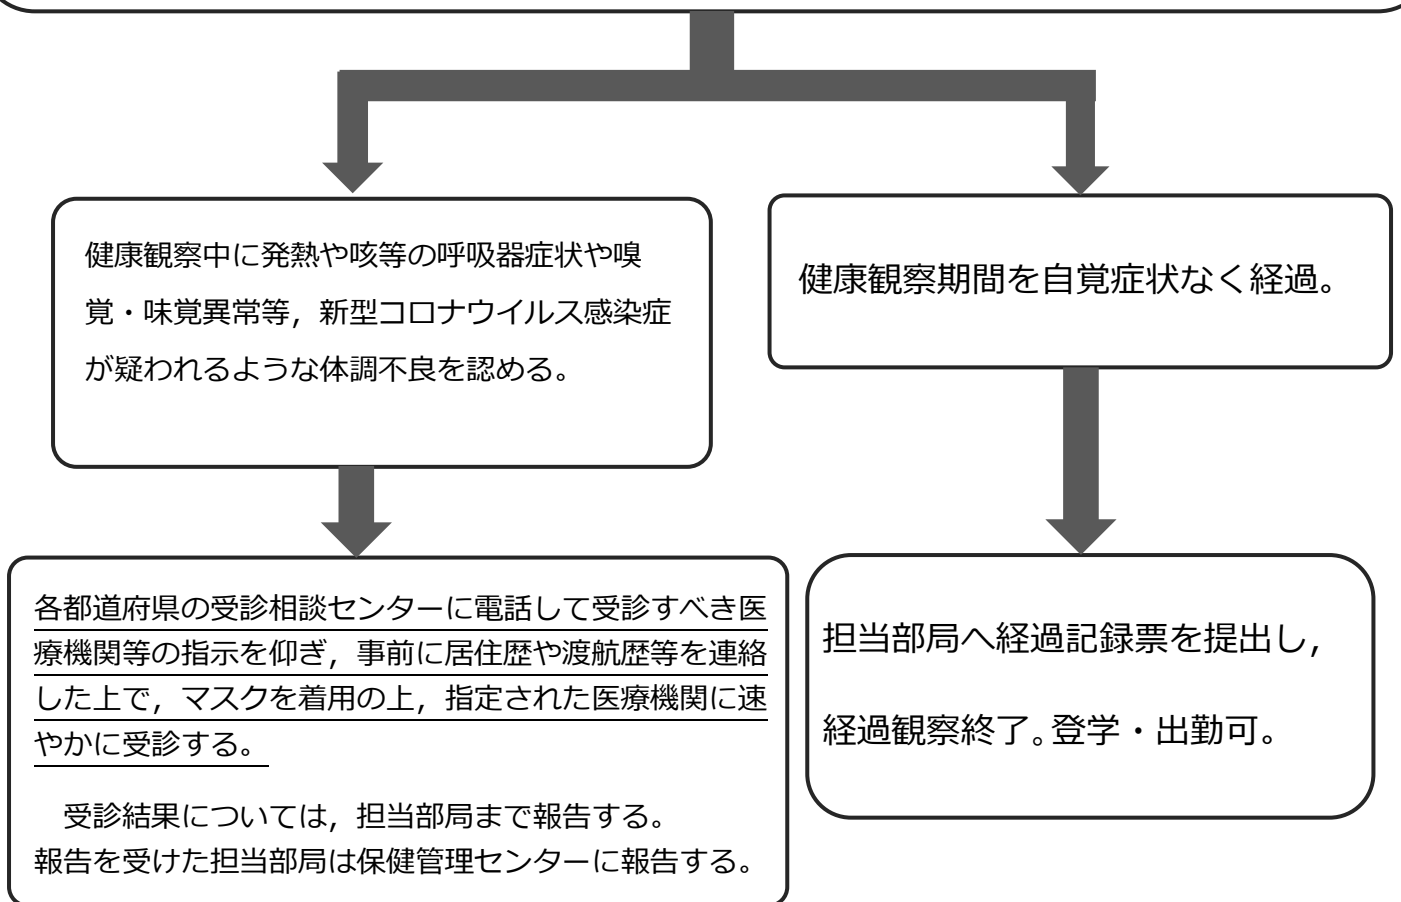 健康観察中に発熱や咳等の呼吸器症状や嗅
覚・味覚異常等，新型コロナウイルス感染症
が疑われるような体調不良を認める。
健康観察期間を自覚症状なく経過。
各都道府県の受診相談センターに電話して受診すべき医
療機関等の指示を仰ぎ，事前に居住歴や渡航歴等を連絡
した上で，マスクを着用の上，指定された医療機関に速
やかに受診する。
受診結果については，担当部局まで報告する。
報告を受けた担当部局は保健管理センターに報告する。
担当部局へ経過記録票を提出し，
経過観察終了。登学・出勤可。